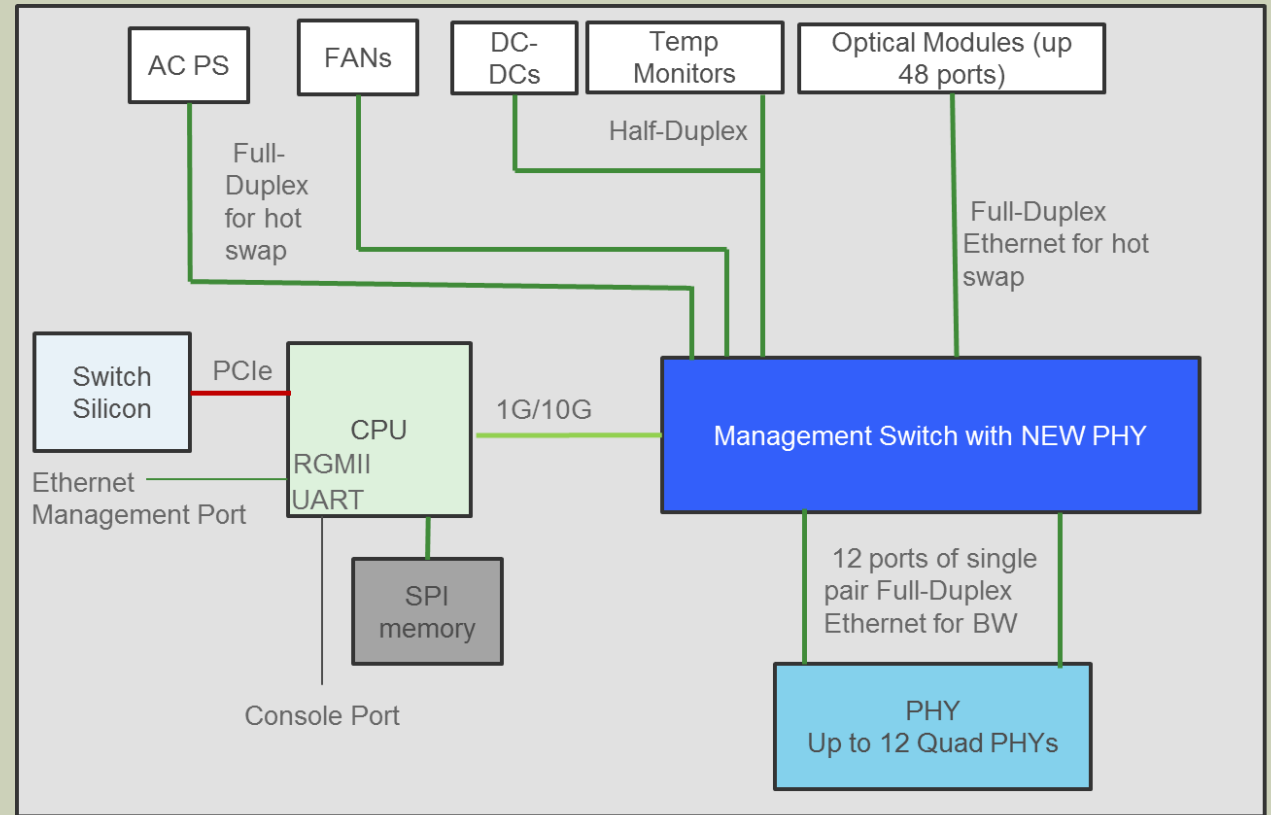 AC PS
FANs
DC-
DCs
Temp
Monitors
Optical Modules (up
48 ports)
Half-Duplex
Full-
Duplex
for hot
swap
Full-Duplex
Ethernet for hot
swap
Switch
Silicon
PCIe
CPU
RGMII
UART
1G/10G
Management Switch with NEW PHY
Ethernet
Management Port
SPI
memory
Console Port
12 ports of single
pair Full-Duplex
Ethernet for BW
PHY
Up to 12 Quad PHYs